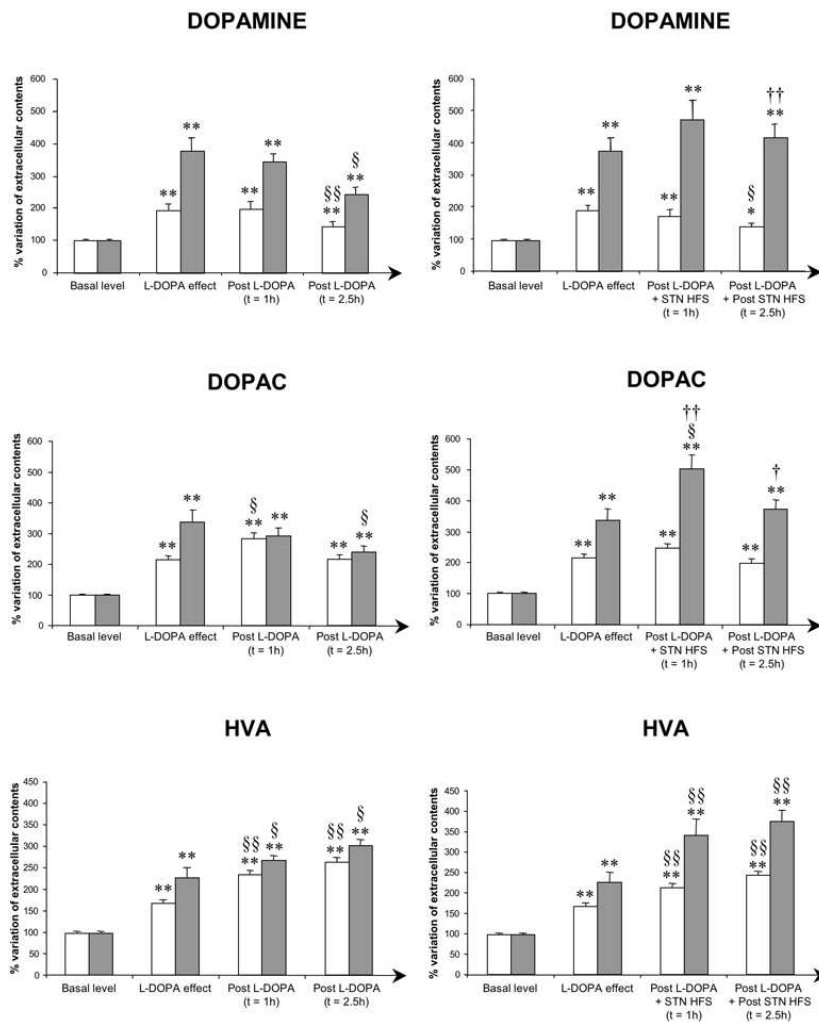 DOPAMINE
% variation of extracellular contents
600
500
400
300
200
100
0
**
**
**
**
§§
**
§
**
Basal level
L-DOPA effect
Post L-DOPA
(t = 1h)
Post L-DOPA
(t = 2.5h)
DOPAMINE
% variation of extracellular contents
600
500
400
300
200
100
0
**
**
**
**
§
*
††
**
Basal level
L-DOPA effect
Post L-DOPA
+ STN HFS
(t = 1h)
Post L-DOPA
+ Post STN HFS
(t = 2.5h)
DOPAC
% variation of extracellular contents
600
500
400
300
200
100
0
**
**
§
**
**
**
§
**
Basal level
L-DOPA effect
Post L-DOPA
(t = 1h)
Post L-DOPA
(t = 2.5h)
DOPAC
% variation of extracellular contents
600
500
400
300
200
100
0
**
**
**
††
§
**
**
†
**
Basal level
L-DOPA effect
Post L-DOPA
+ STN HFS
(t = 1h)
Post L-DOPA
+ Post STN HFS
(t = 2.5h)
HVA
% variation of extracellular contents
450
400
350
300
250
200
150
100
50
0
**
**
§§
**
§
**
§§
**
§
**
Basal level
L-DOPA effect
Post L-DOPA
(t = 1h)
Post L-DOPA
(t = 2.5h)
HVA
% variation of extracellular contents
450
400
350
300
250
200
150
100
50
0
**
**
§§
**
§§
**
§§
**
§§
**
Basal level
L-DOPA effect
Post L-DOPA
+ STN HFS
(t = 1h)
Post L-DOPA
+ Post STN HFS
(t = 2.5h)